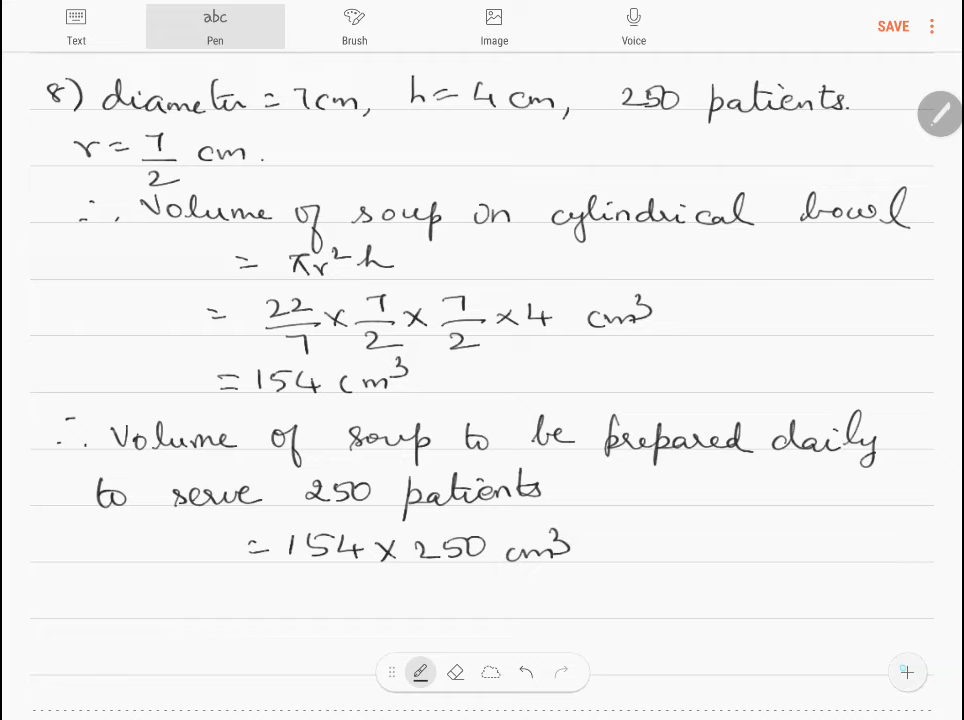 Text
abc
Pen
Brush
Image
Voice
SAVE
8) diameter = 7cm, h = 4 cm, 250 patients.
r = 7/2 cm.
∴ Volume of soup on cylindrical bowl
= πr²h
= 22/7 × 7/2 × 7/2 × 4 cm³
= 154 cm³
∴ Volume of soup to be prepared daily
to serve 250 patients
= 154 × 250 cm³